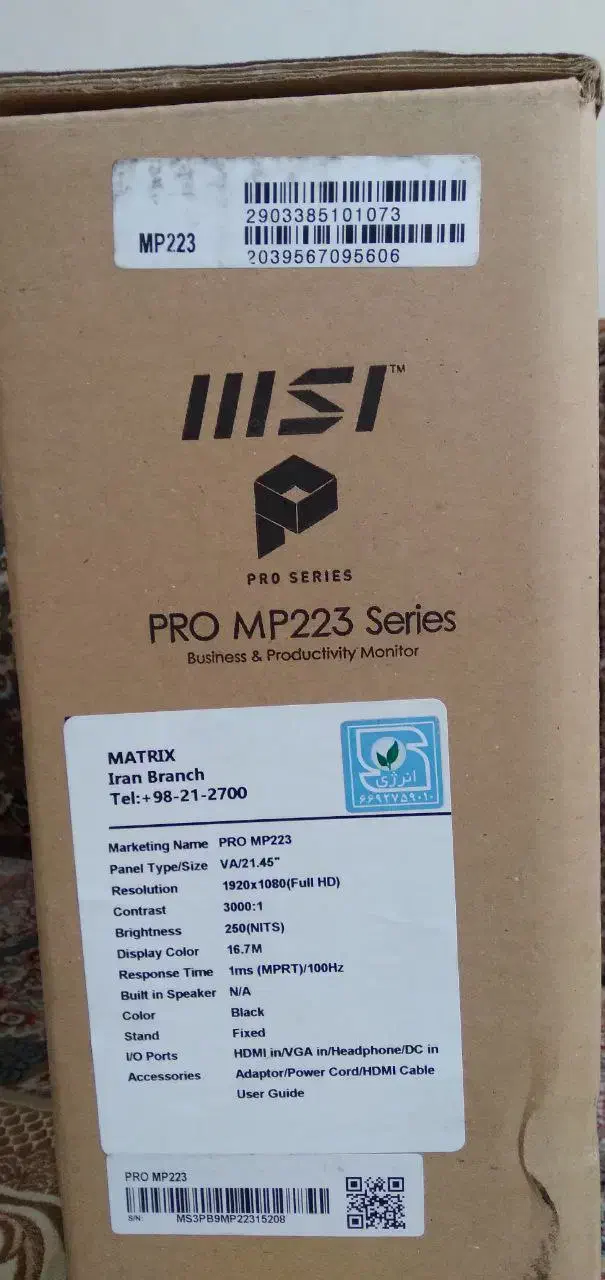 2903385101073
MP223
2039567095606
msi™
PRO SERIES
PRO MP223 Series
Business & Productivity Monitor
MATRIX
Iran Branch
Tel:+98-21-2700
انرژی
۶۶۹۲۷۵۹۰۱۰
Marketing Name PRO MP223
Panel Type/Size VA/21.45"
Resolution 1920x1080(Full HD)
Contrast 3000:1
Brightness 250(NITS)
Display Color 16.7M
Response Time 1ms (MPRT)/100Hz
Built in Speaker N/A
Color Black
Stand Fixed
I/O Ports HDMI in/VGA in/Headphone/DC in
Accessories Adaptor/Power Cord/HDMI Cable
User Guide
PRO MP223
S/N: MS3PB9MP22315208